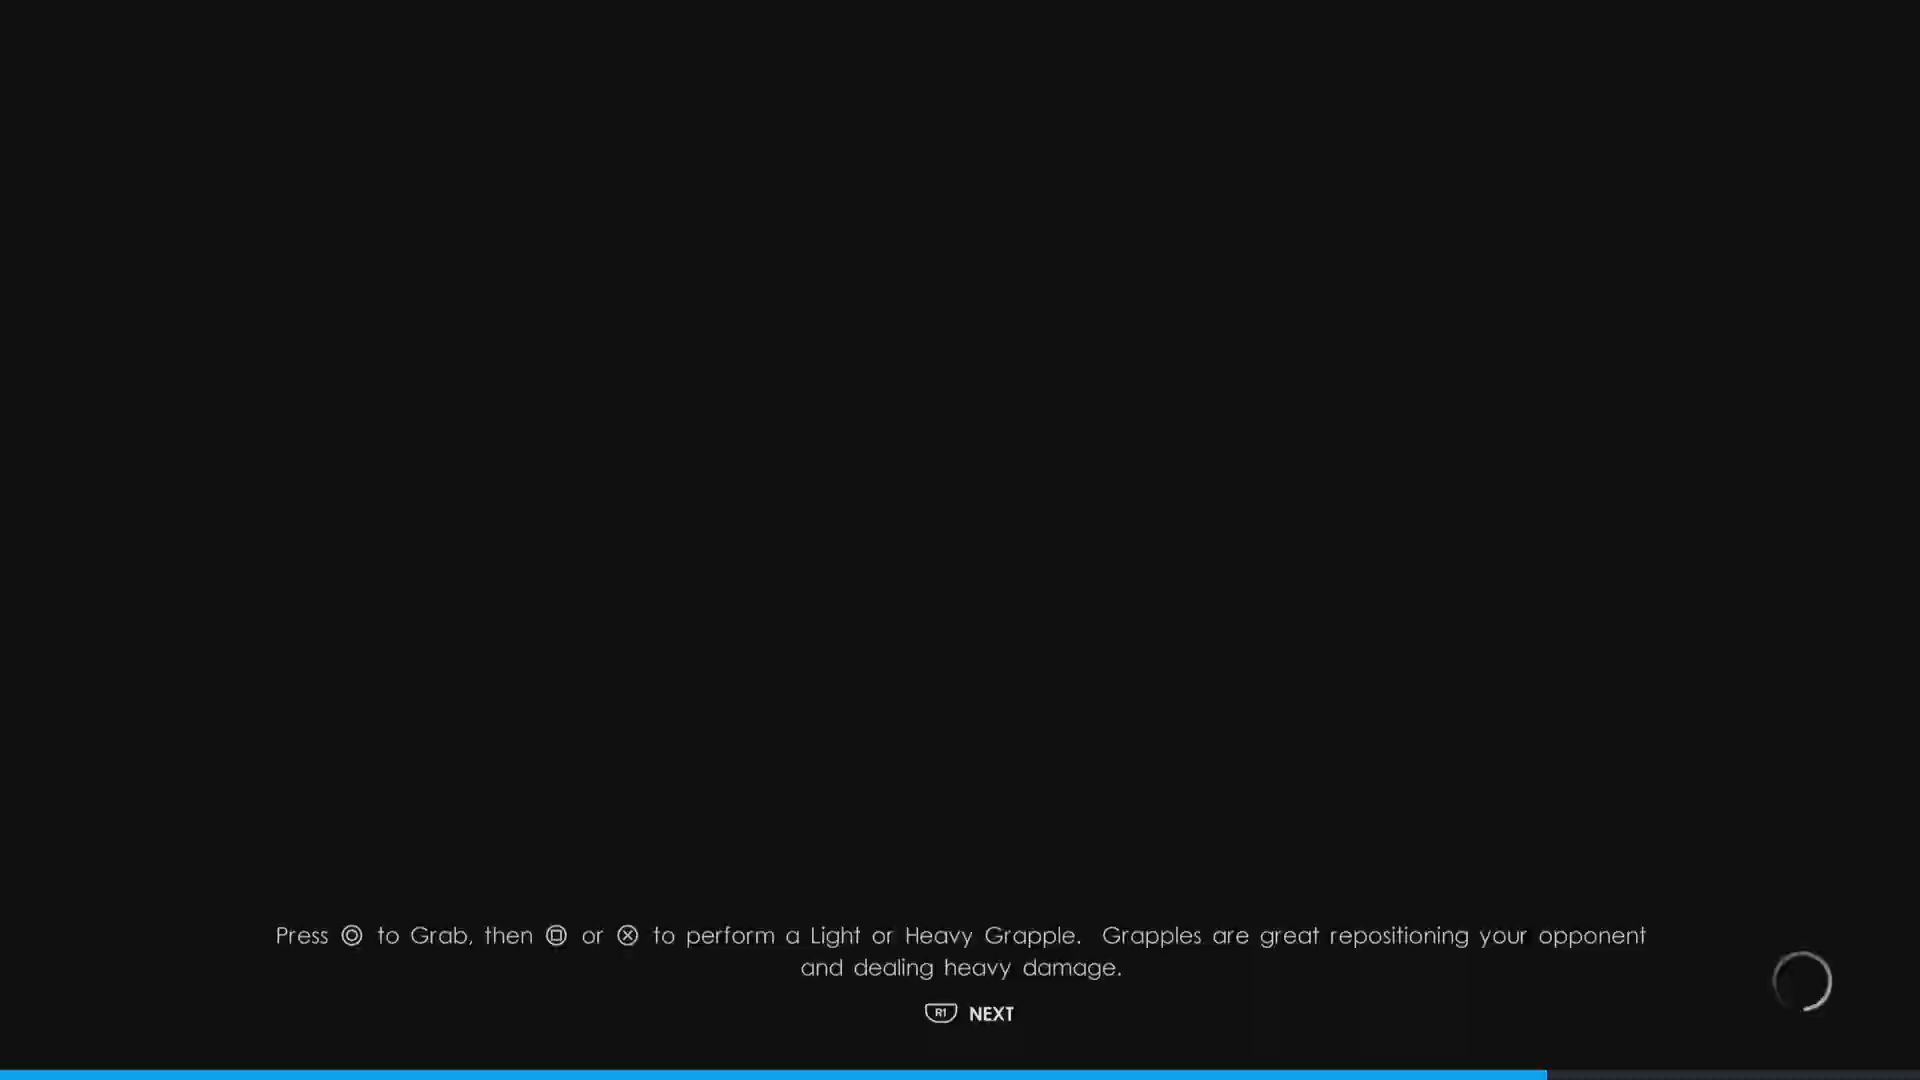 Press ◎ to Grab, then 回 or ⓧ to perform a Light or Heavy Grapple. Grapples are great repositioning your opponent
and dealing heavy damage.
R1 NEXT